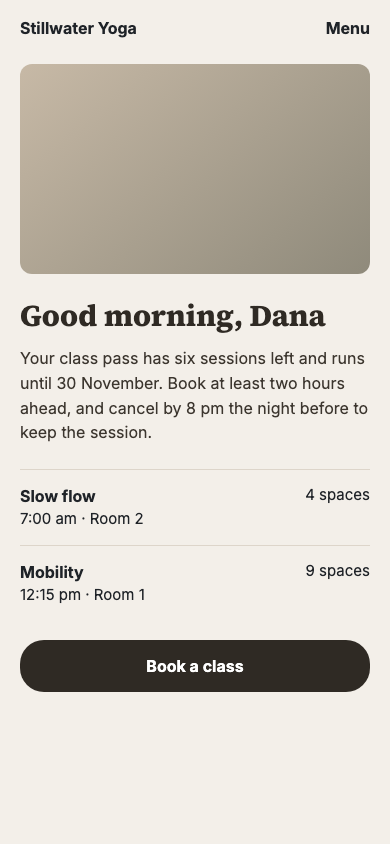 Stillwater Yoga
Menu
Good morning, Dana
Your class pass has six sessions left and runs
until 30 November. Book at least two hours
ahead, and cancel by 8 pm the night before to
keep the session.
Slow flow
4 spaces
7:00 am · Room 2
Mobility
9 spaces
12:15 pm · Room 1
Book a class